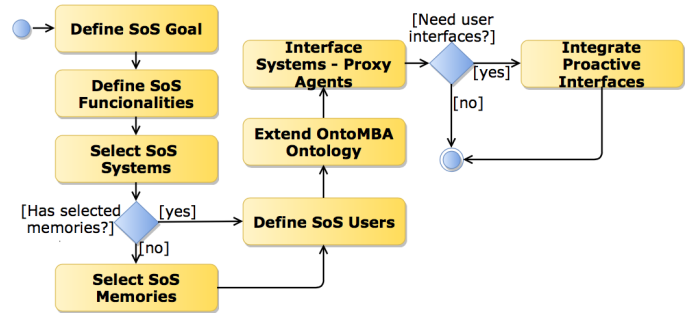 Define SoS Goal
Define SoS
Funcionalities
Select SoS
Systems
[Has selected
memories?]
[yes]
[no]
Select SoS
Memories
Define SoS Users
Extend OntoMBA
Ontology
Interface
Systems - Proxy
Agents
[Need user
interfaces?]
[yes]
[no]
Integrate
Proactive
Interfaces